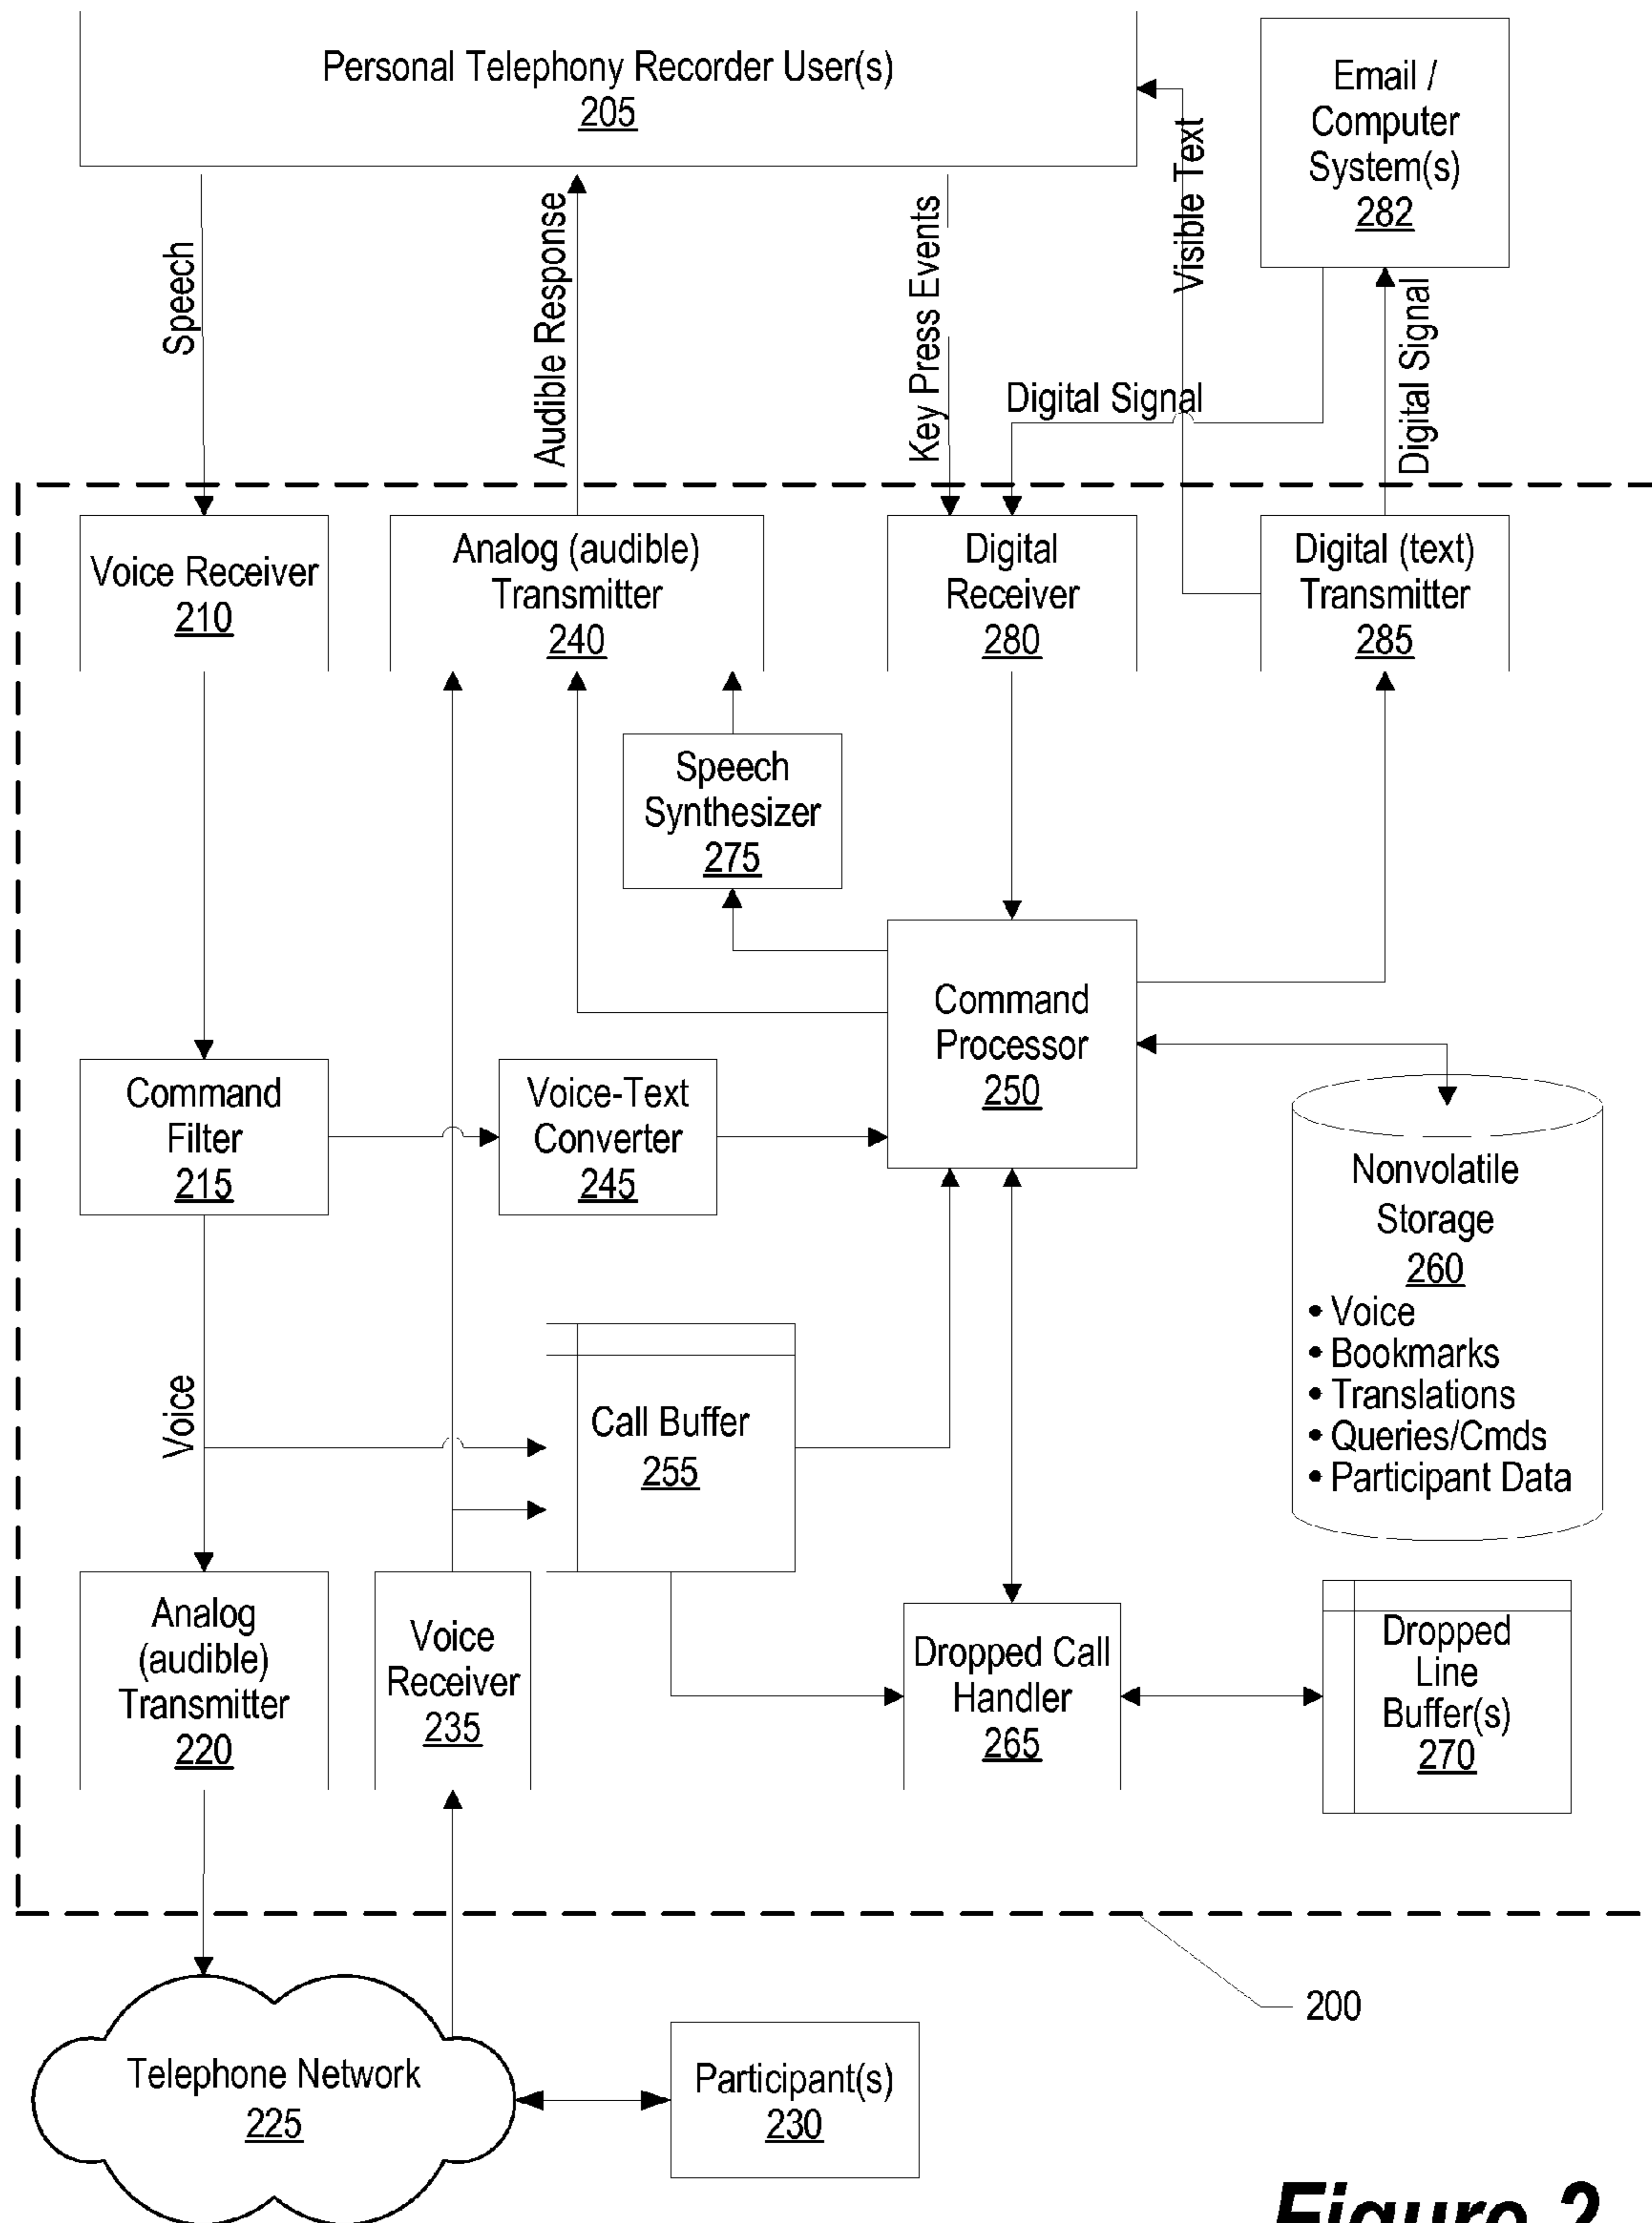 Personal Telephony Recorder User(s)
205
Email /
Computer
System(s)
282
Speech
Audible Response
Key Press Events
Visible Text
Digital Signal
Digital Signal
Voice Receiver
210
Analog (audible)
Transmitter
240
Digital
Receiver
280
Digital (text)
Transmitter
285
Speech
Synthesizer
275
Command
Processor
250
Command
Filter
215
Voice-Text
Converter
245
Nonvolatile
Storage
260
• Voice
• Bookmarks
• Translations
• Queries/Cmds
• Participant Data
Voice
Call Buffer
255
Analog
(audible)
Transmitter
220
Voice
Receiver
235
Dropped Call
Handler
265
Dropped
Line
Buffer(s)
270
200
Telephone Network
225
Participant(s)
230
Figure 2